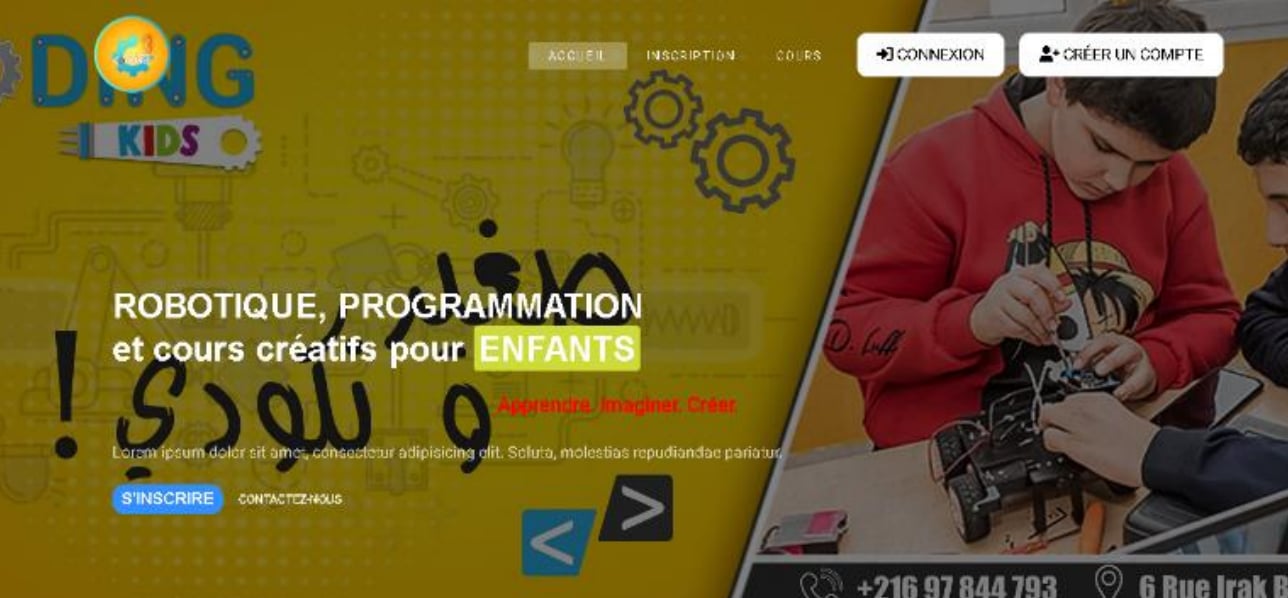 DING
KIDS
ACCUEIL
INSCRIPTION
COURS
CONNEXION
CRÉER UN COMPTE
صغير
و بلودي!
ROBOTIQUE, PROGRAMMATION
et cours créatifs pour ENFANTS
Apprendre. Imaginer. Créer.
Lorem ipsum dolor sit amet, consectetur adipisicing elit. Soluta, molestias repudiandae pariatur.
S'INSCRIRE
CONTACTEZ-NOUS
< >
D. Luff
+216 97 844 793
6 Rue Irak